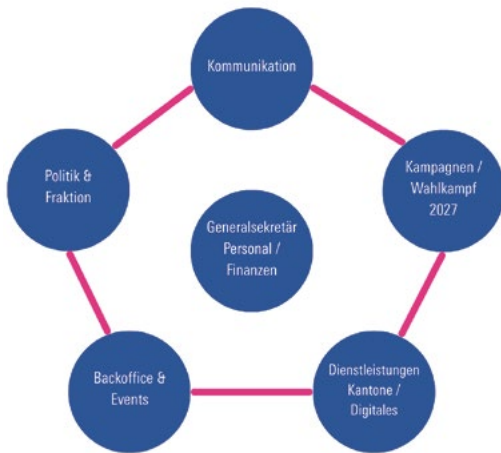 Kommunikation
Politik &
Fraktion
Kampagnen /
Wahlkampf
2027
Generalsekretär
Personal /
Finanzen
Backoffice &
Events
Dienstleistungen
Kantone /
Digitales